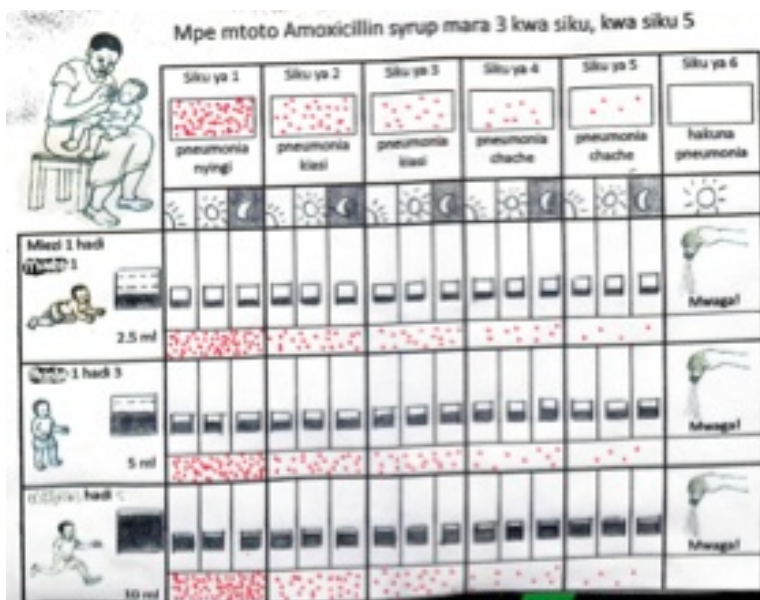 Mpe mtoto Amoxicillin syrup mara 3 kwa siku, kwa siku 5
Siku ya 1
Siku ya 2
Siku ya 3
Siku ya 4
Siku ya 5
Siku ya 6
pneumonia nyingi
pneumonia kiasi
pneumonia kiasi
pneumonia chache
pneumonia chache
hakuna pneumonia
Miezi 1 hadi
1
2.5 ml
Mwaga!
1 hadi 3
5 ml
Mwaga!
hadi
10 ml
Mwaga!